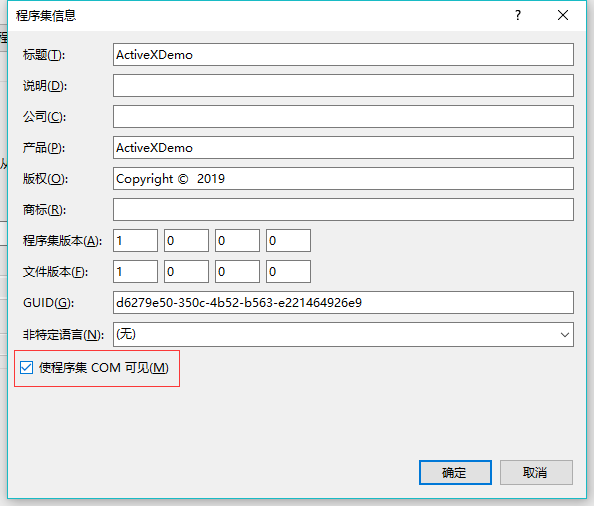 程序集信息 ?
标题(T): ActiveXDemo
说明(D):
公司(C):
产品(P): ActiveXDemo
版权(O): Copyright © 2019
商标(R):
程序集版本(A): 1 0 0 0
文件版本(F): 1 0 0 0
GUID(G): d6279e50-350c-4b52-b563-e221464926e9
非特定语言(N): (无)
使程序集 COM 可见(M)
确定 取消